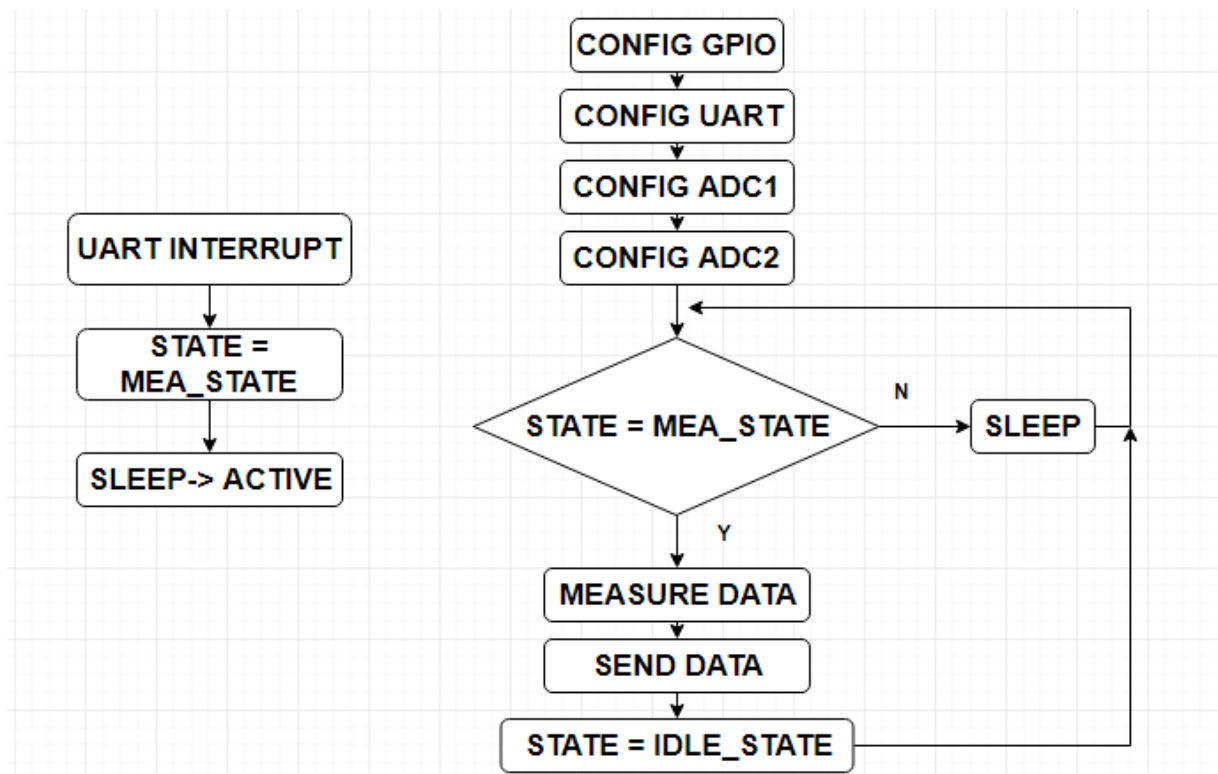 CONFIG GPIO
CONFIG UART
CONFIG ADC1
CONFIG ADC2
UART INTERRUPT
STATE =
MEA_STATE
SLEEP-> ACTIVE
STATE = MEA_STATE
N
SLEEP
Y
MEASURE DATA
SEND DATA
STATE = IDLE_STATE